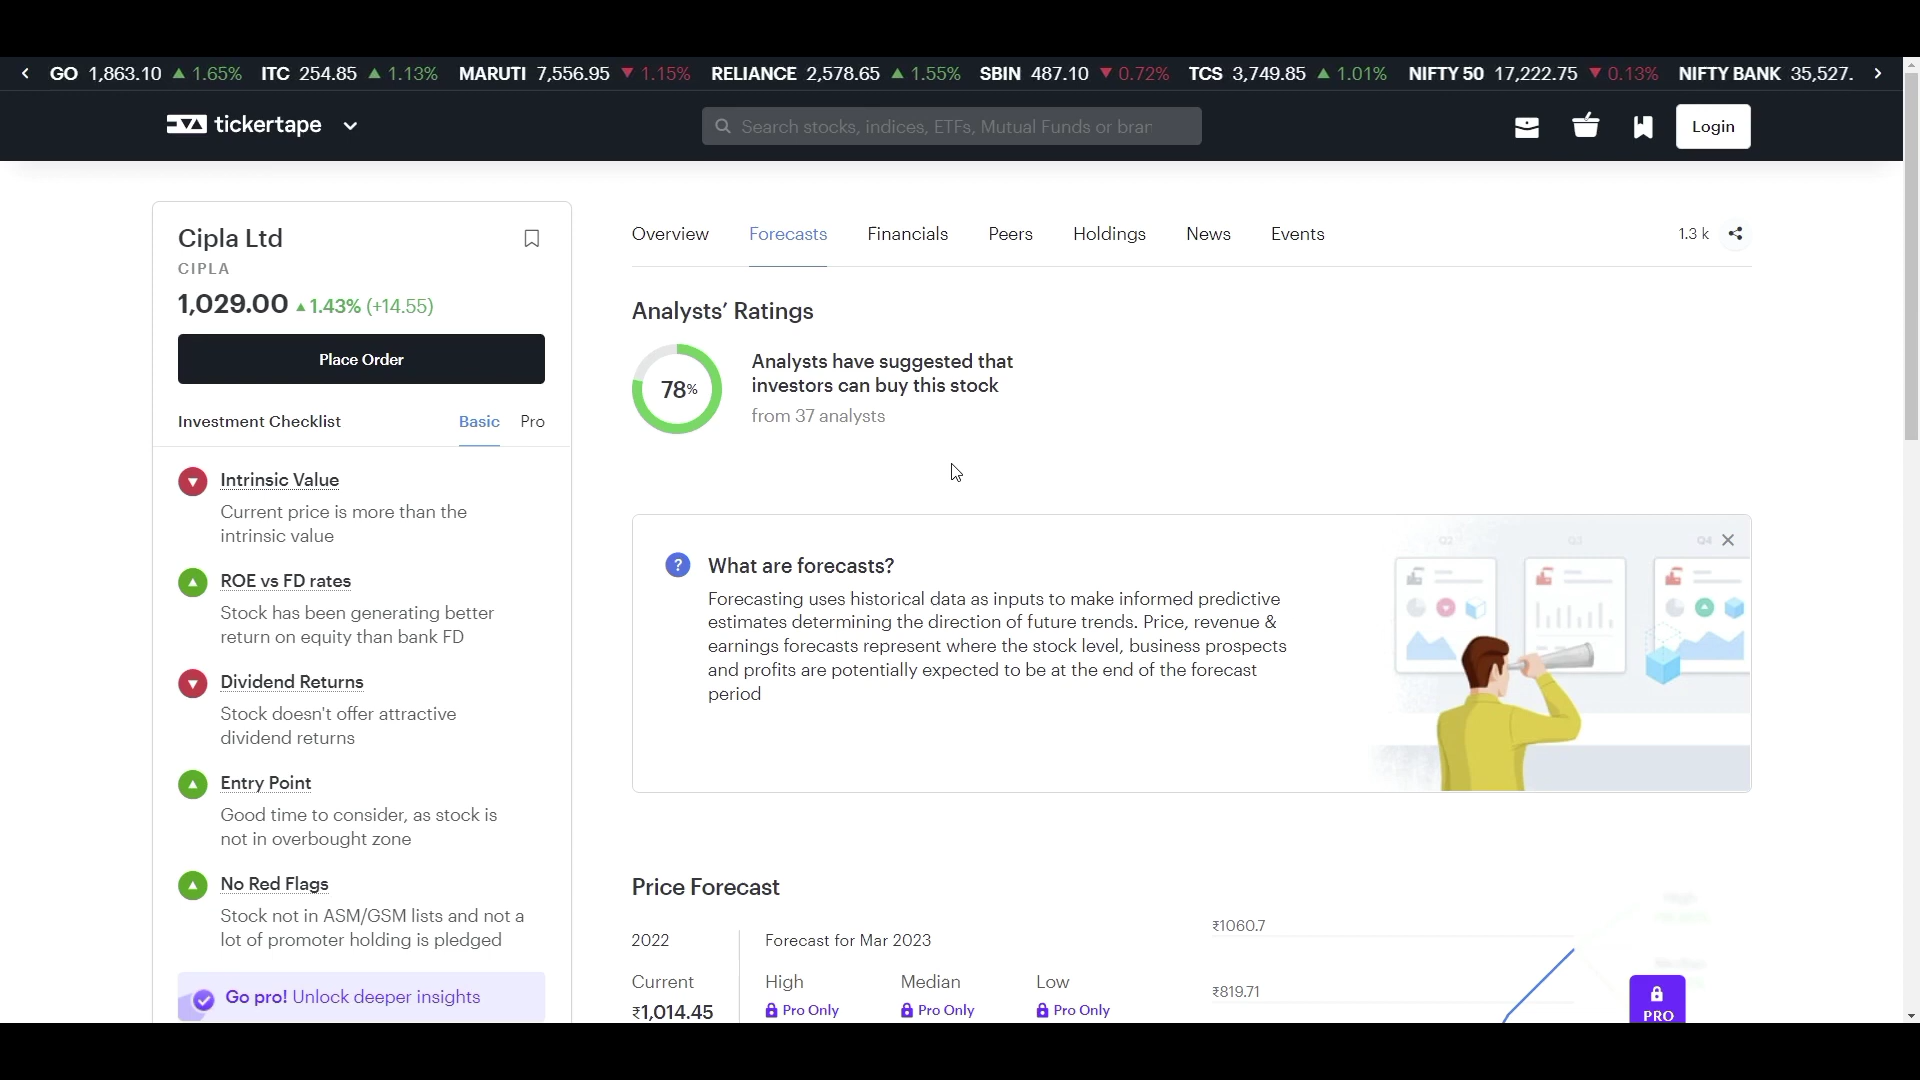 GO 1,863.10 ▲ 1.65% ITC 254.85 ▲ 1.13% MARUTI 7,556.95 ▼ 1.15% RELIANCE 2,578.65 ▲ 1.55% SBIN 487.10 ▼ 0.72% TCS 3,749.85 ▲ 1.01% NIFTY 50 17,222.75 ▼ 0.13% NIFTY BANK 35,527.
tickertape
Search stocks, indices, ETFs, Mutual Funds or bran
Login
Cipla Ltd
CIPLA
1,029.00 ▲ 1.43% (+14.55)
Place Order
Investment Checklist Basic Pro
Intrinsic Value
Current price is more than the
intrinsic value
ROE vs FD rates
Stock has been generating better
return on equity than bank FD
Dividend Returns
Stock doesn't offer attractive
dividend returns
Entry Point
Good time to consider, as stock is
not in overbought zone
No Red Flags
Stock not in ASM/GSM lists and not a
lot of promoter holding is pledged
Go pro! Unlock deeper insights
Overview Forecasts Financials Peers Holdings News Events 1.3 k
Analysts’ Ratings
78%
Analysts have suggested that
investors can buy this stock
from 37 analysts
What are forecasts?
Forecasting uses historical data as inputs to make informed predictive
estimates determining the direction of future trends. Price, revenue &
earnings forecasts represent where the stock level, business prospects
and profits are potentially expected to be at the end of the forecast
period
Q2 Q3 Q4
Price Forecast
2022 Forecast for Mar 2023
Current High Median Low
₹1,014.45 Pro Only Pro Only Pro Only
₹1060.7
₹819.71
PRO